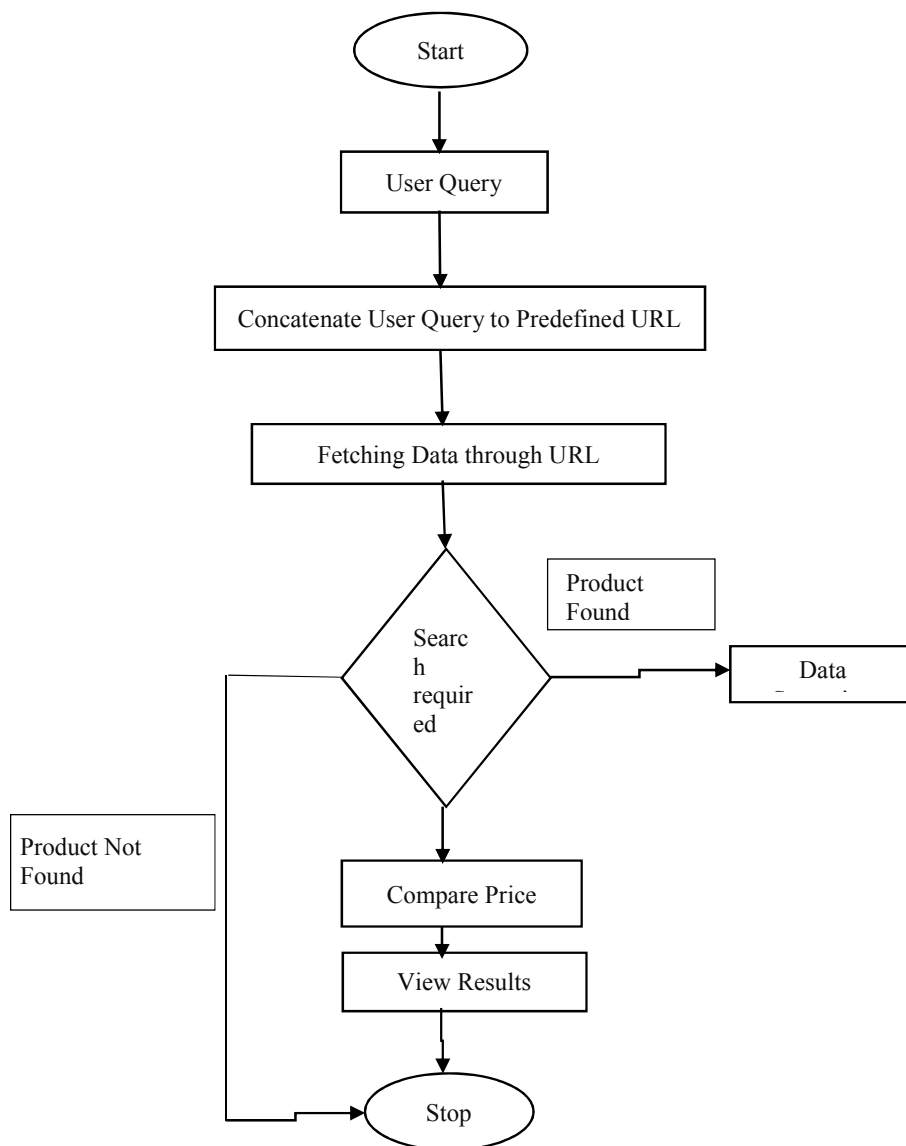 Start
User Query
Concatenate User Query to Predefined URL
Fetching Data through URL
Product
Found
Searc
h
requir
ed
Data
Product Not
Found
Compare Price
View Results
Stop